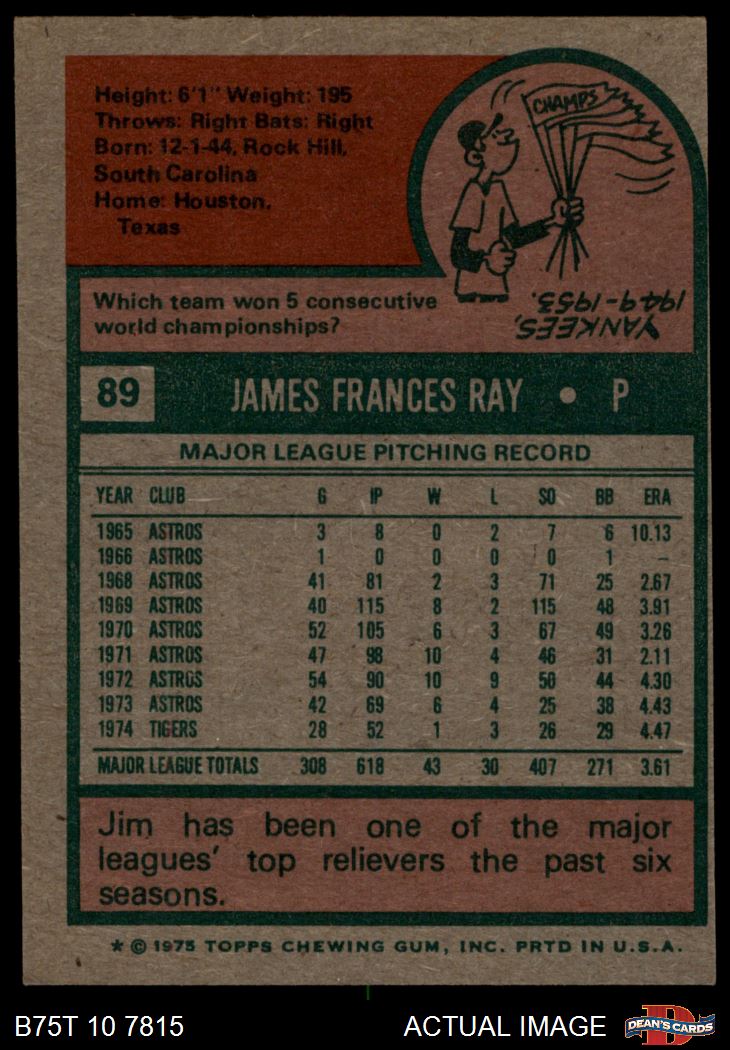 Height: 6'1" Weight: 195
Throws: Right Bats: Right
Born: 12-1-44, Rock Hill,
South Carolina
Home: Houston,
Texas
CHAMPS
Which team won 5 consecutive
world championships?
YANKEES,
1949-1953.
89 JAMES FRANCES RAY • P
MAJOR LEAGUE PITCHING RECORD
YEAR CLUB G IP W L SO BB ERA
1965 ASTROS 3 8 0 2 7 6 10.13
1966 ASTROS 1 0 0 0 0 1 –
1968 ASTROS 41 81 2 3 71 25 2.67
1969 ASTROS 40 115 8 2 115 48 3.91
1970 ASTROS 52 105 6 3 67 49 3.26
1971 ASTROS 47 98 10 4 46 31 2.11
1972 ASTROS 54 90 10 9 50 44 4.30
1973 ASTROS 42 69 6 4 25 38 4.43
1974 TIGERS 28 52 1 3 26 29 4.47
MAJOR LEAGUE TOTALS 308 618 43 30 407 271 3.61
Jim has been one of the major
leagues' top relievers the past six
seasons.
* © 1975 TOPPS CHEWING GUM, INC. PRTD IN U.S.A.
B75T 10 7815 ACTUAL IMAGE
D
DEAN'S CARDS